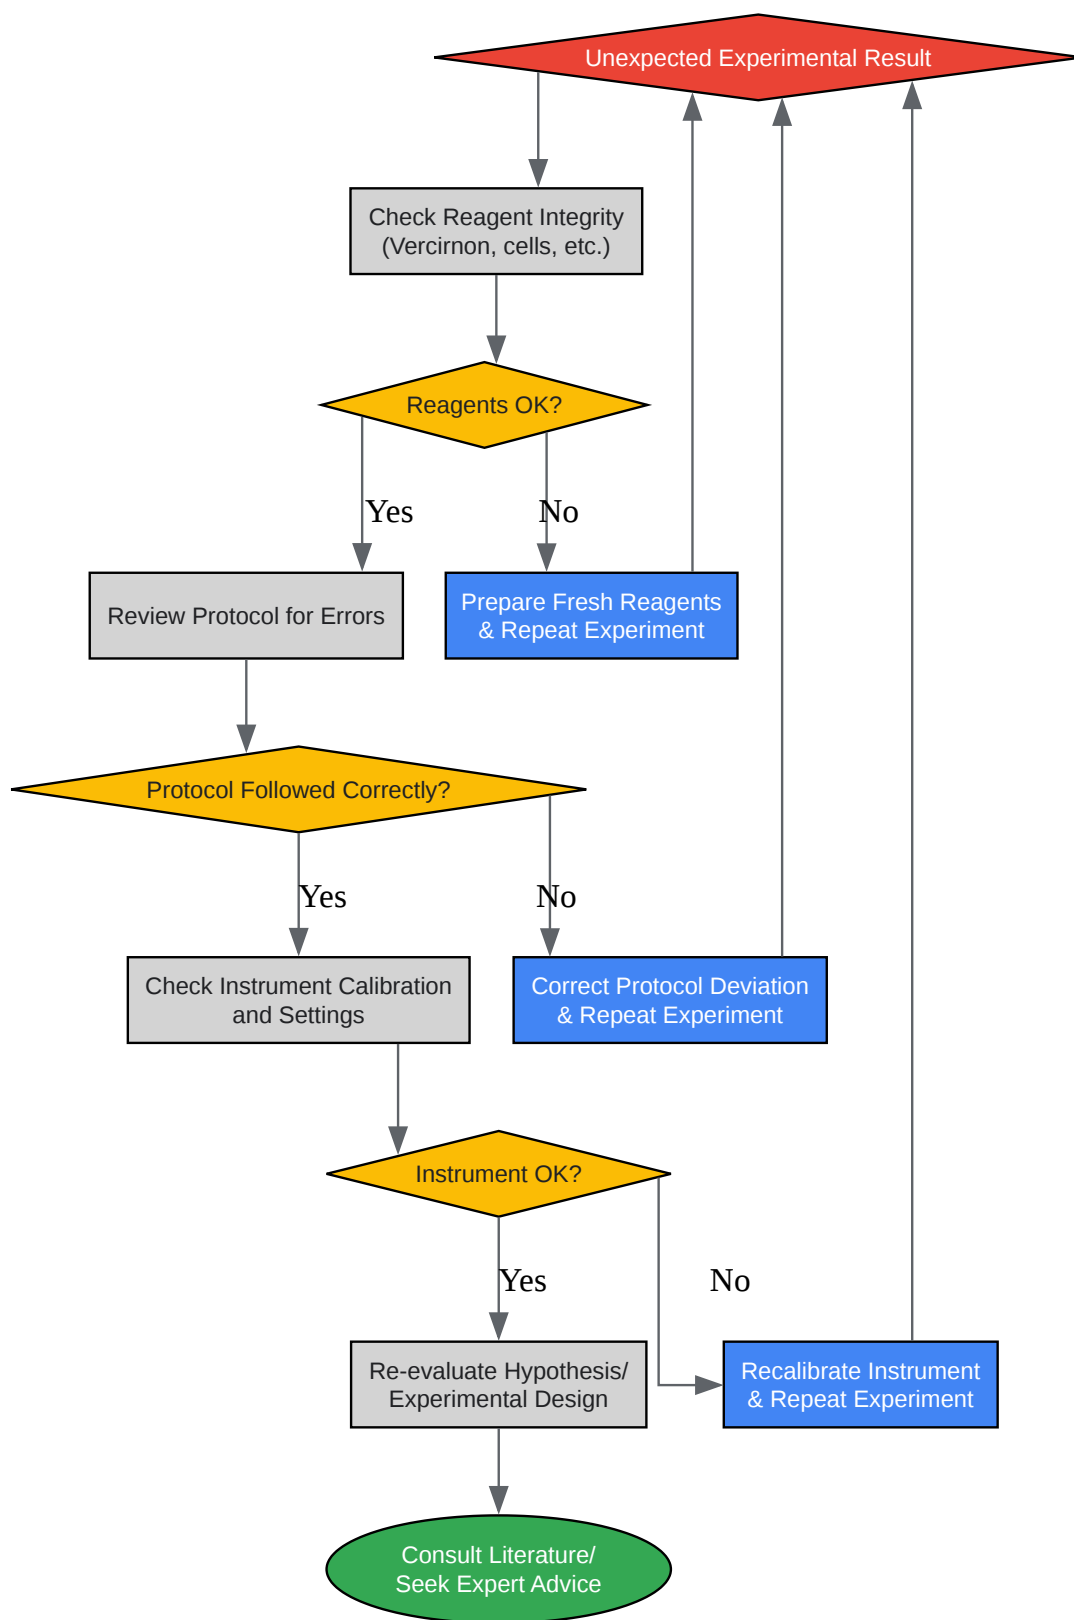 Unexpected Experimental Result
Check Reagent Integrity
(Vercirnon, cells, etc.)
Reagents OK?
Yes
No
Review Protocol for Errors
Prepare Fresh Reagents
& Repeat Experiment
Protocol Followed Correctly?
Yes
No
Check Instrument Calibration
and Settings
Correct Protocol Deviation
& Repeat Experiment
Instrument OK?
Yes
No
Re-evaluate Hypothesis/
Experimental Design
Recalibrate Instrument
& Repeat Experiment
Consult Literature/
Seek Expert Advice